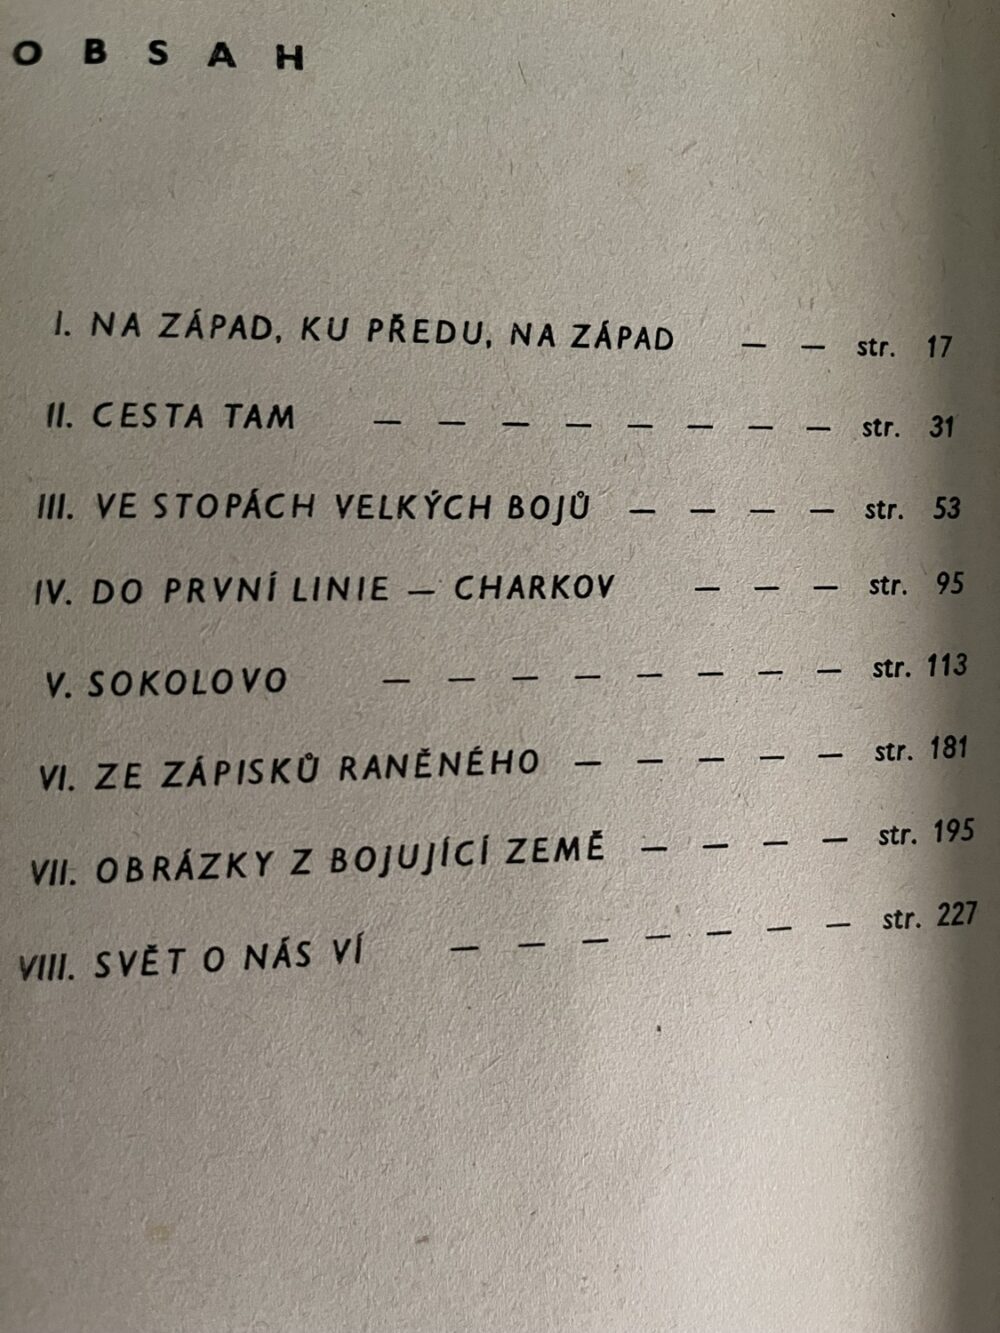 OBSAH
I. NA ZÁPAD, KU PŘEDU, NA ZÁPAD — — str. 17
II. CESTA TAM — — — — — — — — str. 31
III. VE STOPÁCH VELKÝCH BOJŮ — — — — str. 53
IV. DO PRVNÍ LINIE — CHARKOV — — — str. 95
V. SOKOLOVO — — — — — — — — str. 113
VI. ZE ZÁPISKŮ RANĚNÉHO — — — — — str. 181
VII. OBRÁZKY Z BOJUJÍCÍ ZEMĚ — — — — str. 195
VIII. SVĚT O NÁS VÍ — — — — — — — str. 227